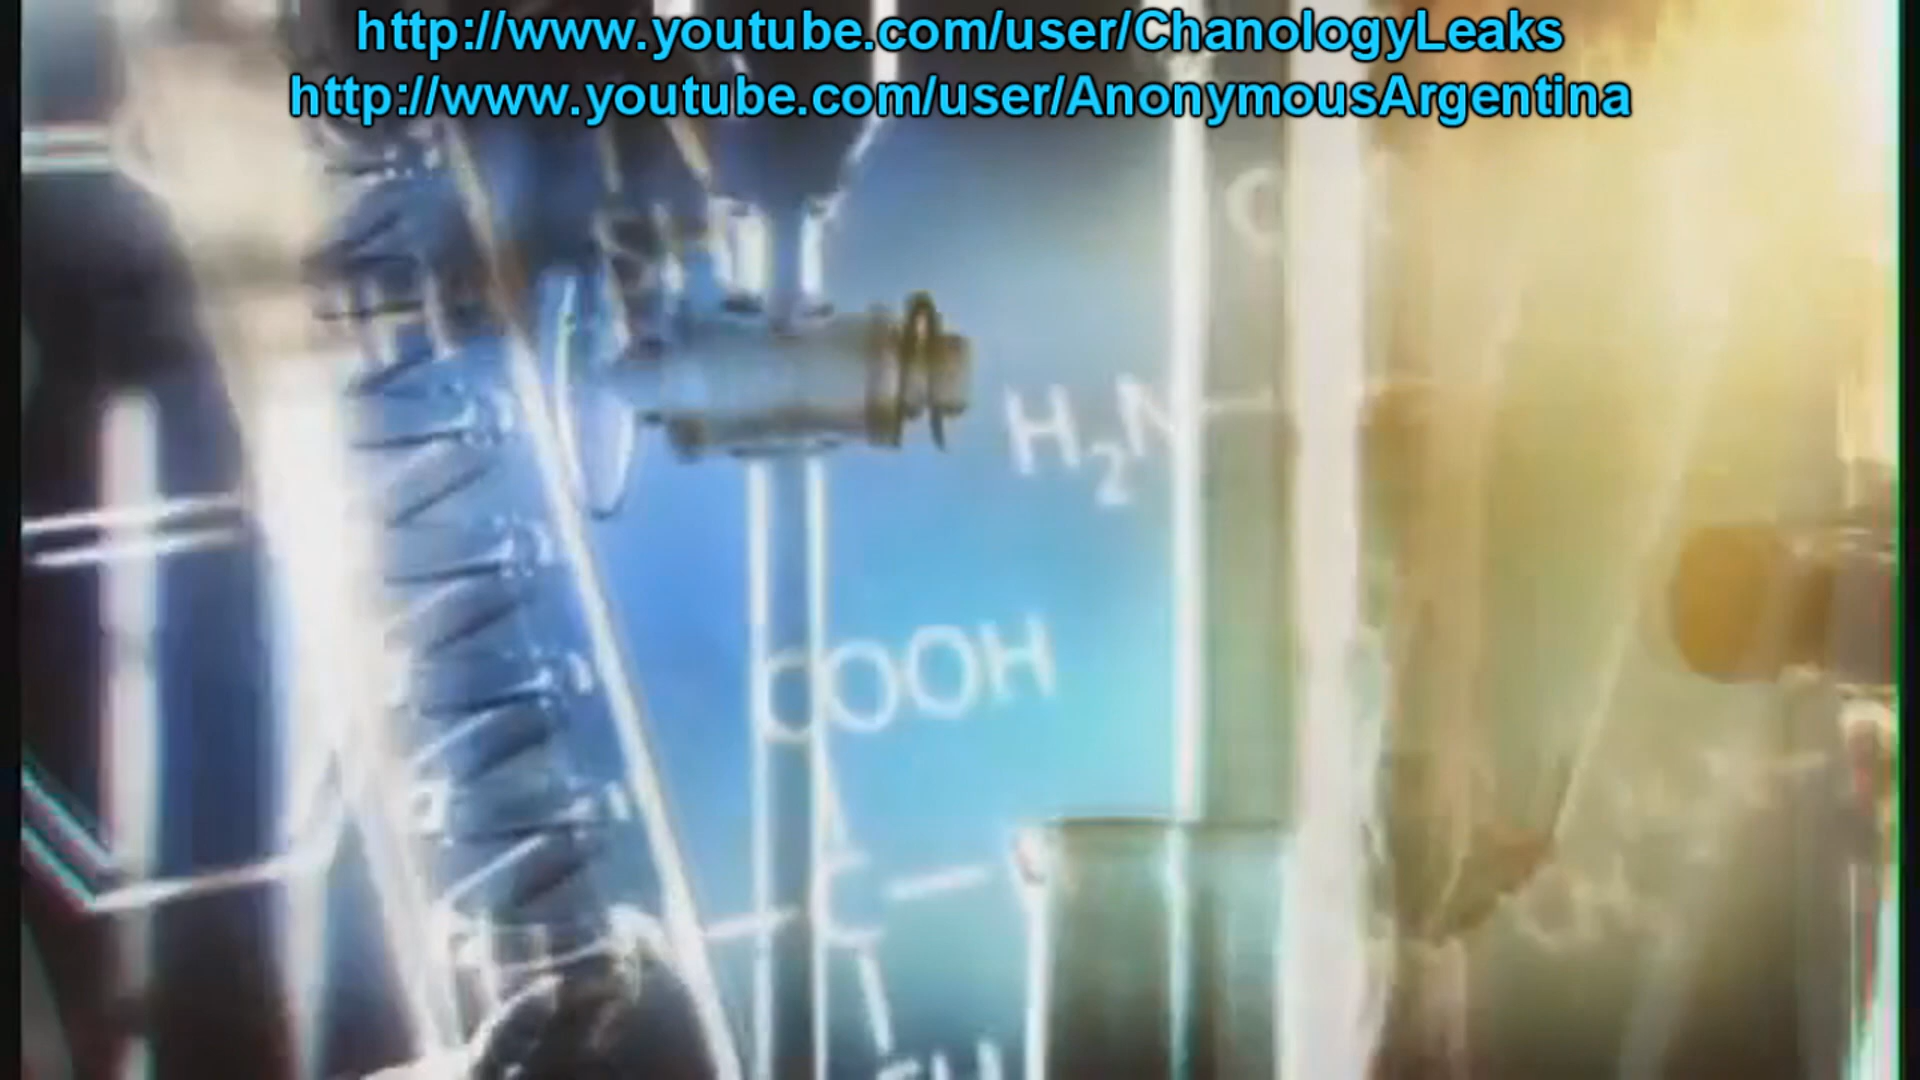 http://www.youtube.com/user/ChanologyLeaks
http://www.youtube.com/user/AnonymousArgentina
C
H₂N
COOH
C